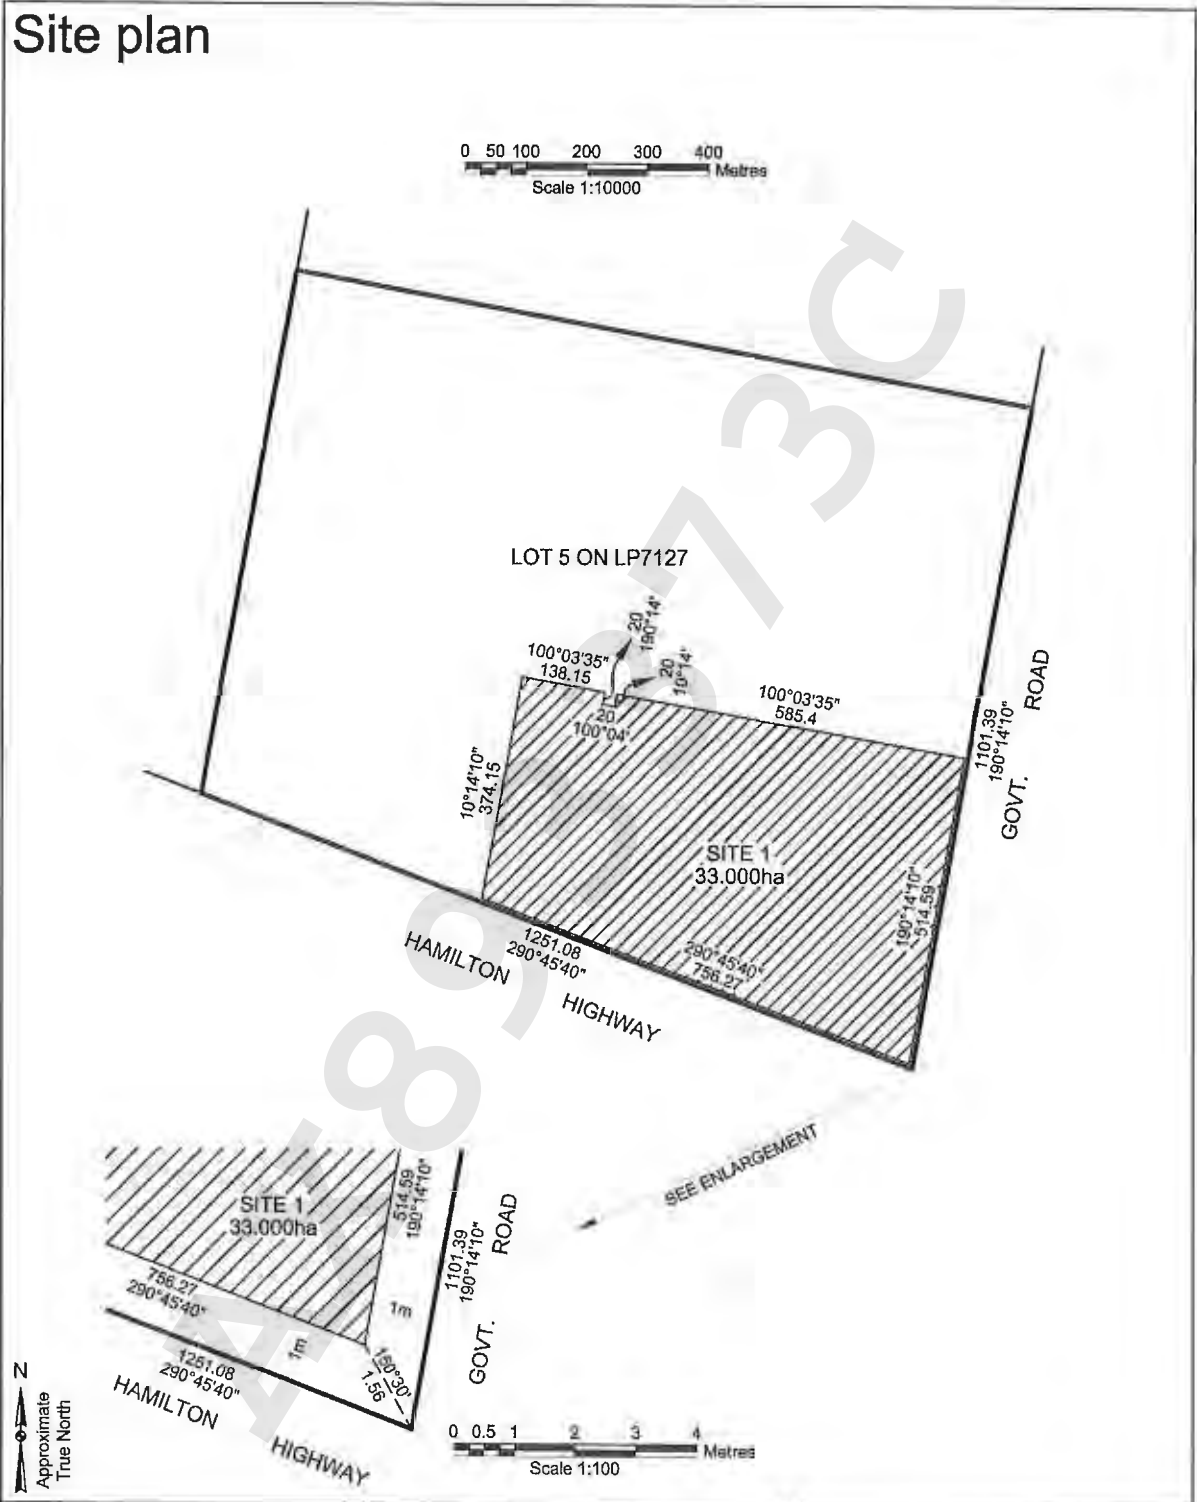 Site plan
0 50 100 200 300 400
Metres
Scale 1:10000
LOT 5 ON LP7127
20
190°14'
20
10°14'
100°03'35"
138.15
20
100°04'
100°03'35"
585.4
10°14'10"
374.15
SITE 1
33.000ha
190°14'10"
514.59
1101.39
190°14'10"
GOVT. ROAD
1251.08
290°45'40"
290°45'40"
756.27
HAMILTON HIGHWAY
SEE ENLARGEMENT
SITE 1
33.000ha
514.59
190°14'10"
1101.39
190°14'10"
GOVT. ROAD
756.27
290°45'40"
1m
1m
150°30'
1.56
1251.08
290°45'40"
HAMILTON HIGHWAY
N
Approximate
True North
0 0.5 1 2 3 4
Metres
Scale 1:100